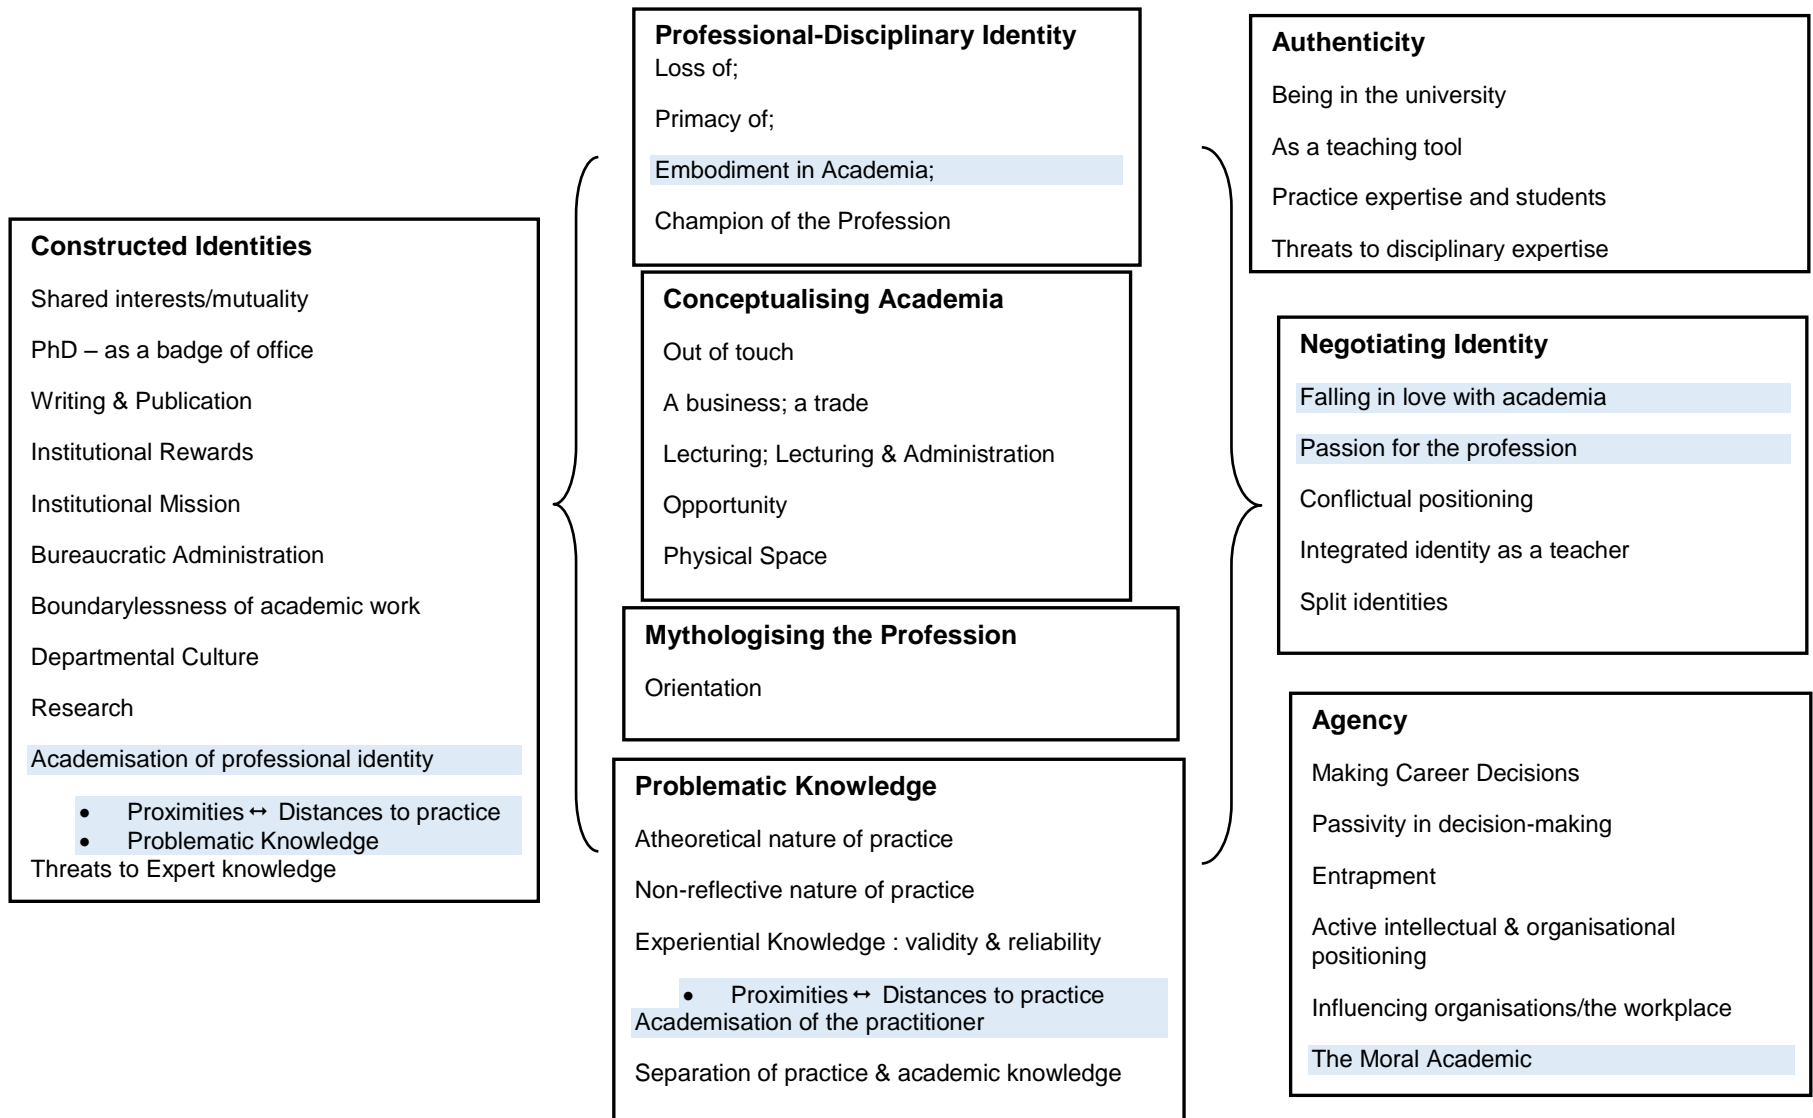 Constructed Identities
Shared interests/mutuality
PhD – as a badge of office
Writing & Publication
Institutional Rewards
Institutional Mission
Bureaucratic Administration
Boundarylessness of academic work
Departmental Culture
Research
Academisation of professional identity
• Proximities ↔ Distances to practice
• Problematic Knowledge
Threats to Expert knowledge
Professional-Disciplinary Identity
Loss of;
Primacy of;
Embodiment in Academia;
Champion of the Profession
Conceptualising Academia
Out of touch
A business; a trade
Lecturing; Lecturing & Administration
Opportunity
Physical Space
Mythologising the Profession
Orientation
Problematic Knowledge
Atheoretical nature of practice
Non-reflective nature of practice
Experiential Knowledge : validity & reliability
• Proximities ↔ Distances to practice
Academisation of the practitioner
Separation of practice & academic knowledge
Authenticity
Being in the university
As a teaching tool
Practice expertise and students
Threats to disciplinary expertise
Negotiating Identity
Falling in love with academia
Passion for the profession
Conflictual positioning
Integrated identity as a teacher
Split identities
Agency
Making Career Decisions
Passivity in decision-making
Entrapment
Active intellectual & organisational
positioning
Influencing organisations/the workplace
The Moral Academic